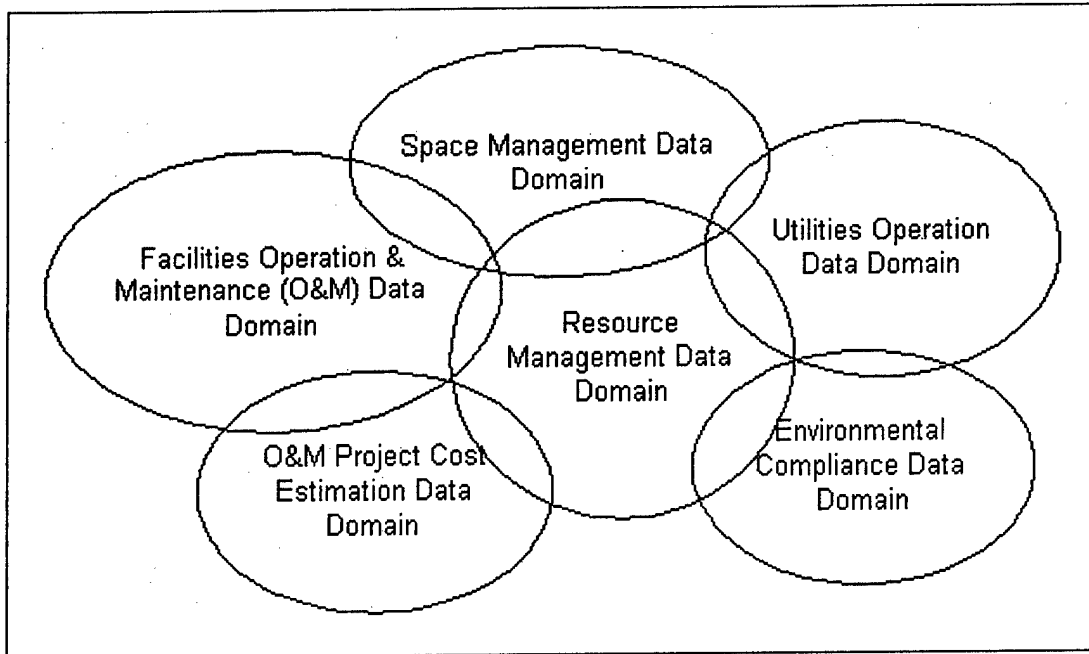 Space Management Data
Domain
Facilities Operation &
Maintenance (O&M) Data
Domain
Utilities Operation
Data Domain
Resource
Management Data
Domain
O&M Project Cost
Estimation Data
Domain
Environmental
Compliance Data
Domain